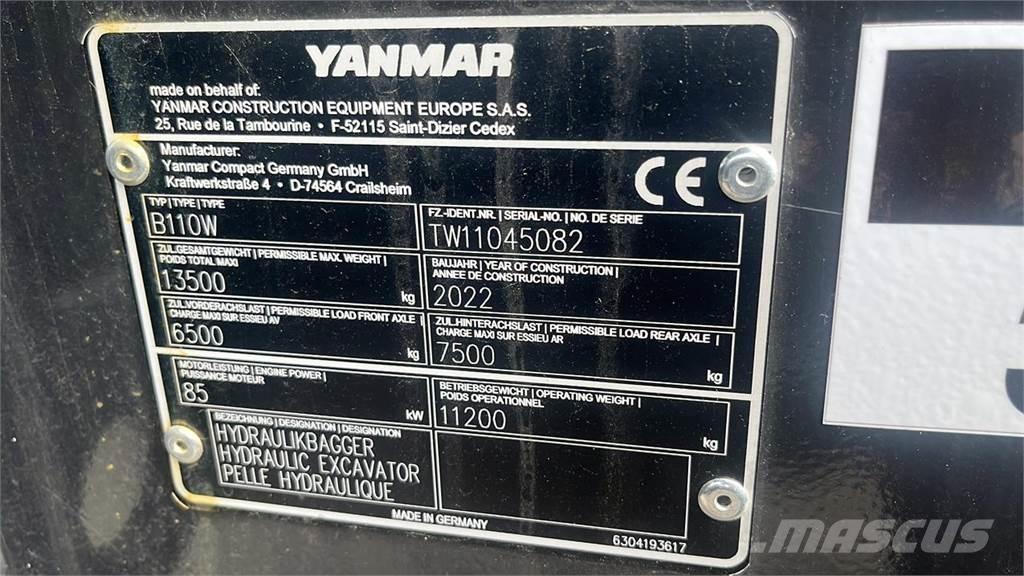 YANMAR
made on behalf of:
YANMAR CONSTRUCTION EQUIPMENT EUROPE S.A.S.
25, Rue de la Tambourine • F-52115 Saint-Dizier Cedex
Manufacturer:
Yanmar Compact Germany GmbH
Kraftwerkstraße 4 • D-74564 Crailsheim
CE
TYP | TYPE | TYPE
B110W
FZ.-IDENT.NR. | SERIAL-NO. | NO. DE SERIE
TW11045082
ZUL.GESAMTGEWICHT | PERMISSIBLE MAX. WEIGHT |
POIDS TOTAL MAXI
13500 kg
BAUJAHR | YEAR OF CONSTRUCTION |
ANNEE DE CONSTRUCTION
2022
ZUL.VORDERACHSLAST | PERMISSIBLE LOAD FRONT AXLE |
CHARGE MAXI SUR ESSIEU AV
6500 kg
ZUL.HINTERACHSLAST | PERMISSIBLE LOAD REAR AXLE |
CHARGE MAXI SUR ESSIEU AR
7500 kg
MOTORLEISTUNG | ENGINE POWER |
PUISSANCE MOTEUR
85 kW
BETRIEBSGEWICHT | OPERATING WEIGHT |
POIDS OPERATIONNEL
11200 kg
BEZEICHNUNG | DESIGNATION | DESIGNATION
HYDRAULIKBAGGER
HYDRAULIC EXCAVATOR
PELLE HYDRAULIQUE
MADE IN GERMANY
6304193617
MASCUS